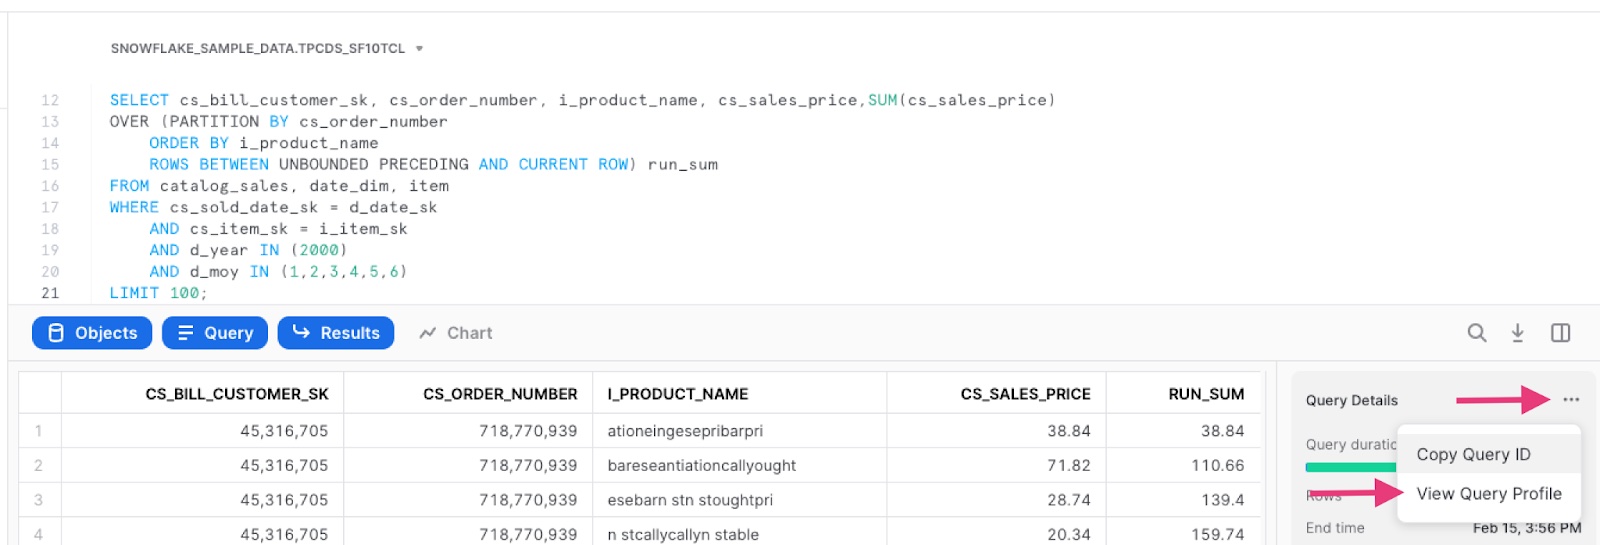 SNOWFLAKE_SAMPLE_DATA.TPCDS_SF10TCL
12 SELECT cs_bill_customer_sk, cs_order_number, i_product_name, cs_sales_price,SUM(cs_sales_price)
13 OVER (PARTITION BY cs_order_number
14 ORDER BY i_product_name
15 ROWS BETWEEN UNBOUNDED PRECEDING AND CURRENT ROW) run_sum
16 FROM catalog_sales, date_dim, item
17 WHERE cs_sold_date_sk = d_date_sk
18 AND cs_item_sk = i_item_sk
19 AND d_year IN (2000)
20 AND d_moy IN (1,2,3,4,5,6)
21 LIMIT 100;
Objects Query Results Chart
CS_BILL_CUSTOMER_SK CS_ORDER_NUMBER I_PRODUCT_NAME CS_SALES_PRICE RUN_SUM
1 45,316,705 718,770,939 ationeingesepribarpri 38.84 38.84
2 45,316,705 718,770,939 bareseantiationcallyought 71.82 110.66
3 45,316,705 718,770,939 esebarn stn stoughtpri 28.74 139.4
4 45,316,705 718,770,939 n stcallycallyn stable 20.34 159.74
Query Details ...
Query duratic
Copy Query ID
Rows
View Query Profile
End time Feb 15, 3:56 PM